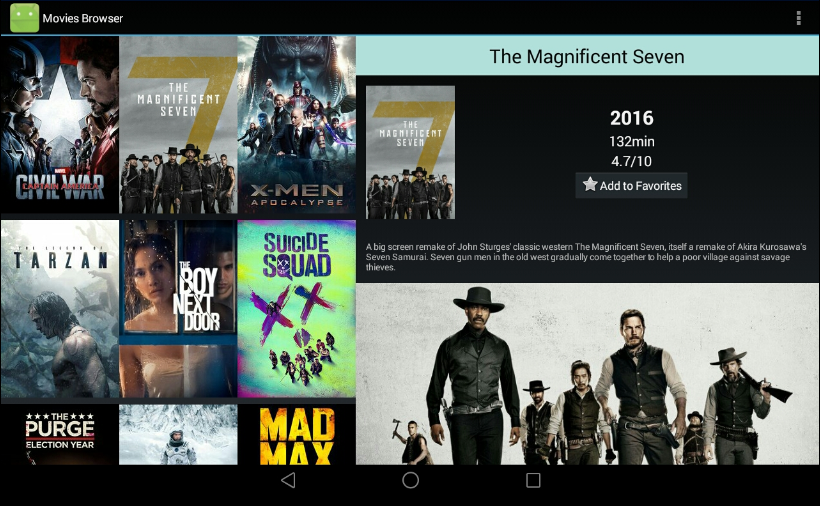 Movies Browser
MARVEL
CAPTAIN AMERICA
CIVIL WAR
THE
MAGNIFICENT
SEVEN
X-MEN
APOCALYPSE
THE LEGEND OF
TARZAN
THE
BOY
NEXT
DOOR
SUICIDE
SQUAD
THE
PURGE
ELECTION YEAR
MAD
MAX
The Magnificent Seven
THE
MAGNIFICENT
SEVEN
2016
132min
4.7/10
Add to Favorites
A big screen remake of John Sturges' classic western The Magnificent Seven, itself a remake of Akira Kurosawa's
Seven Samurai. Seven gun men in the old west gradually come together to help a poor village against savage
thieves.